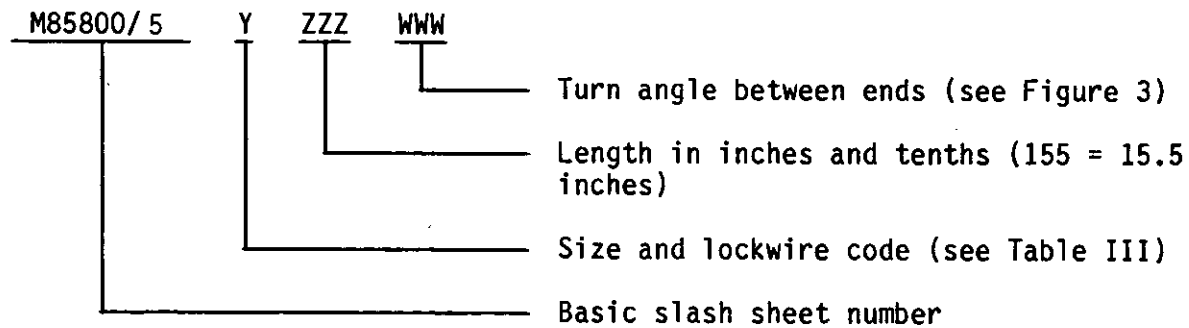 M85800/5 Y ZZZ WWW
Turn angle between ends (see Figure 3)
Length in inches and tenths (155 = 15.5
inches)
Size and lockwire code (see Table III)
Basic slash sheet number